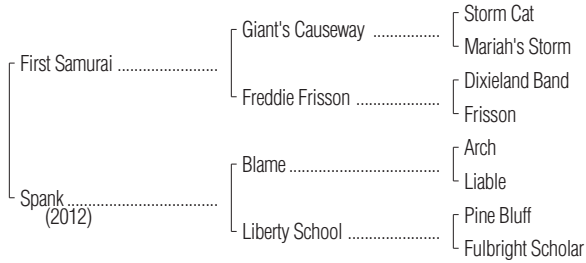 Storm Cat
Giant's Causeway ..................
Mariah's Storm
First Samurai ...........................
Dixieland Band
Freddie Frisson ......................
Frisson
Arch
Blame .....................................
Liable
Spank ........................................
(2012)
Pine Bluff
Liberty School ........................
Fulbright Scholar